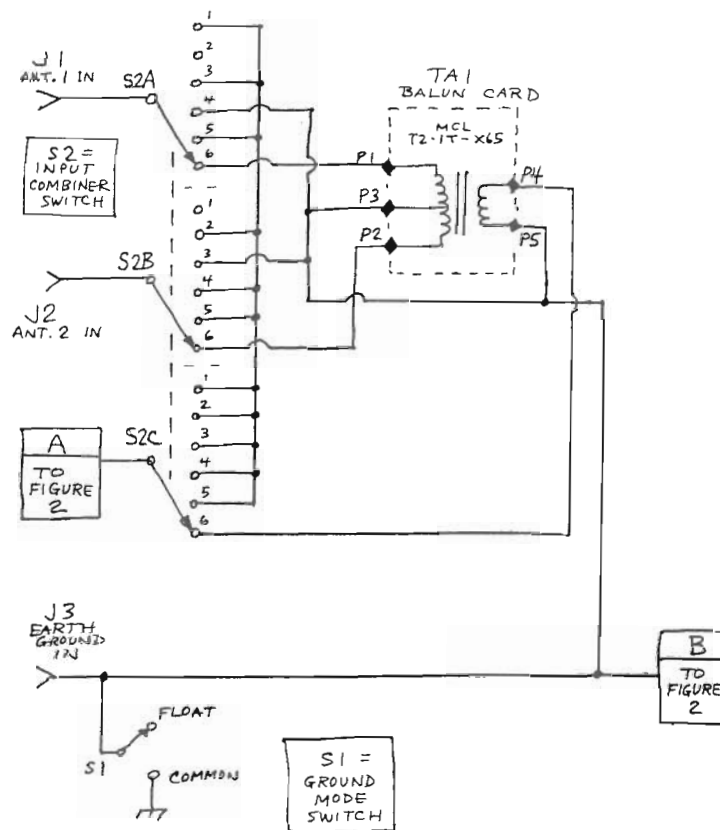 J1
ANT. 1 IN
S2A
1
2
3
4
5
6
S2 =
INPUT
COMBINER
SWITCH
TA1
BALUN CARD
MCL
T2-1T-X65
P1
P3
P2
P4
P5
J2
ANT. 2 IN
S2B
1
2
3
4
5
6
A
TO
FIGURE
2
S2C
1
2
3
4
5
6
J3
EARTH
GROUND
IN
FLOAT
S1
COMMON
S1 =
GROUND
MODE
SWITCH
B
TO
FIGURE
2